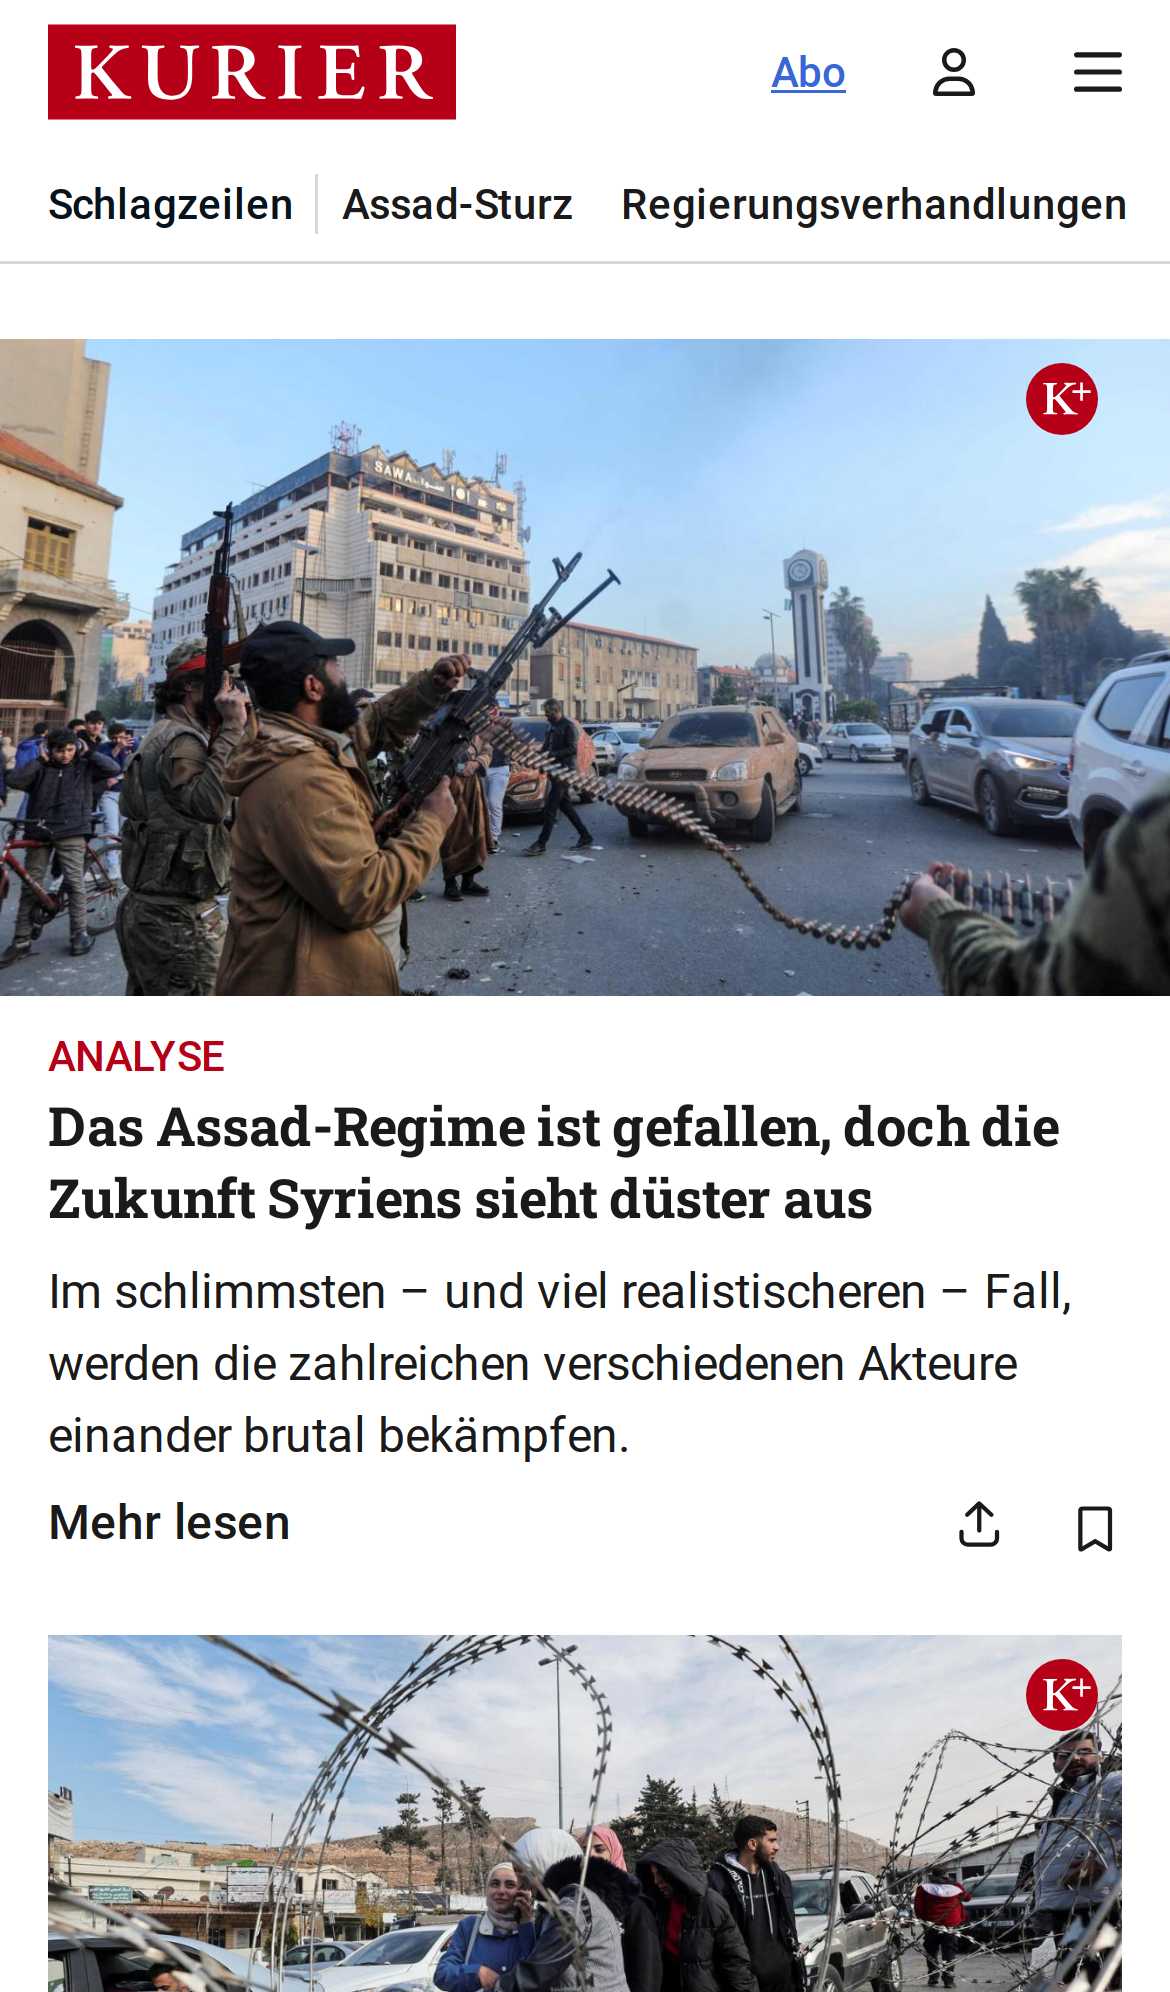 KURIER
Abo
Schlagzeilen
Assad-Sturz
Regierungsverhandlungen
K+
SAWA
ANALYSE
Das Assad-Regime ist gefallen, doch die
Zukunft Syriens sieht düster aus
Im schlimmsten – und viel realistischeren – Fall,
werden die zahlreichen verschiedenen Akteure
einander brutal bekämpfen.
Mehr lesen
K+